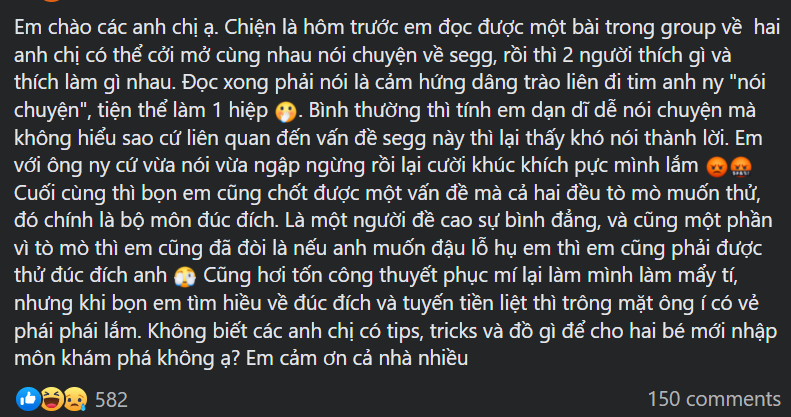 Em chào các anh chị ạ. Chiện là hôm trước em đọc được một bài trong group về hai
anh chị có thể cởi mở cùng nhau nói chuyện về segg, rồi thì 2 người thích gì và
thích làm gì nhau. Đọc xong phải nói là cảm hứng dâng trào liên đi tim anh ny "nói
chuyện", tiện thể làm 1 hiệp 🫢. Bình thường thì tính em dạn dĩ dễ nói chuyện mà
không hiểu sao cứ liên quan đến vấn đề segg này thì lại thấy khó nói thành lời. Em
với ông ny cứ vừa nói vừa ngập ngừng rồi lại cười khúc khích pực mình lắm 😡🤬
Cuối cùng thì bọn em cũng chốt được một vấn đề mà cả hai đều tò mò muốn thử,
đó chính là bộ môn đúc đích. Là một người đề cao sự bình đẳng, và cũng một phần
vì tò mò thì em cũng đã đòi là nếu anh muốn đậu lỗ hụ em thì em cũng phải được
thử đúc đích anh 🫣 Cũng hơi tốn công thuyết phục mí lại làm mình làm mẩy tí,
nhưng khi bọn em tìm hiều về đúc đích và tuyến tiền liệt thì trông mặt ông í có vẻ
phái phái lắm. Không biết các anh chị có tips, tricks và đồ gì để cho hai bé mới nhập
môn khám phá không ạ? Em cảm ơn cả nhà nhiều
582
150 comments